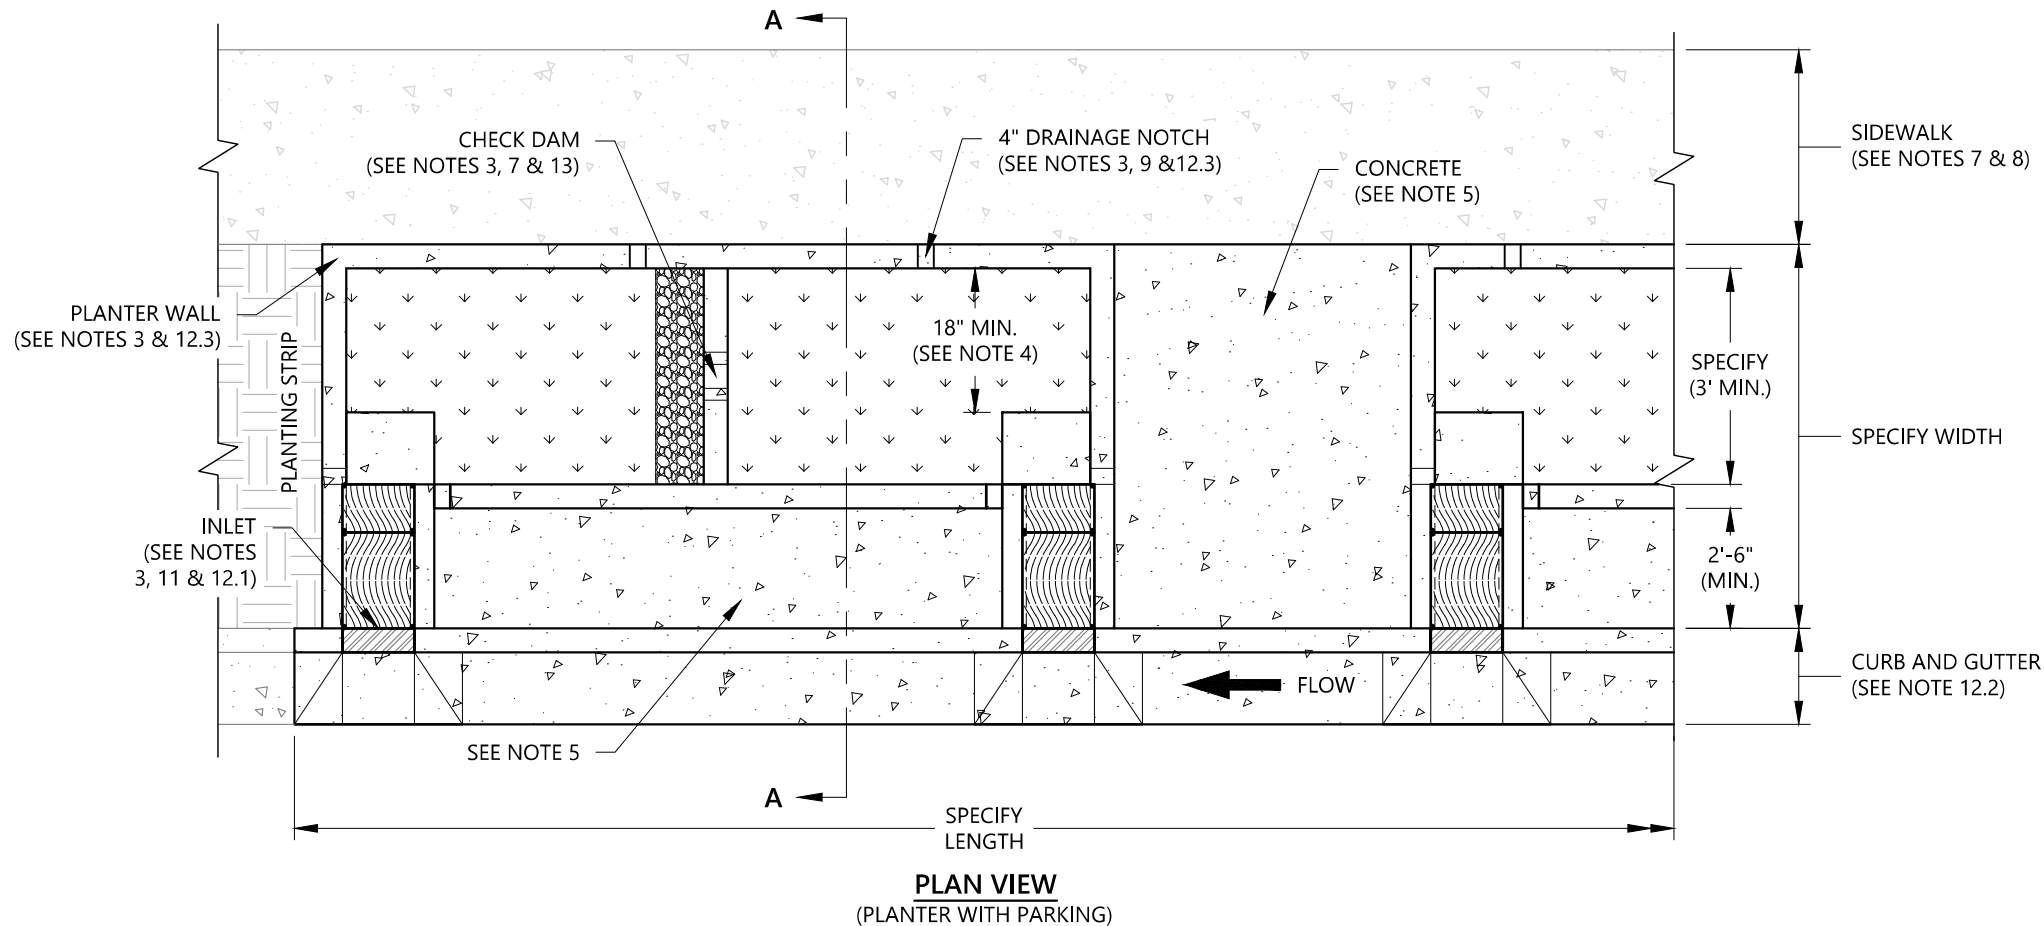 A
CHECK DAM
(SEE NOTES 3, 7 & 13)
4" DRAINAGE NOTCH
(SEE NOTES 3, 9 &12.3)
CONCRETE
(SEE NOTE 5)
SIDEWALK
(SEE NOTES 7 & 8)
PLANTER WALL
(SEE NOTES 3 & 12.3)
PLANTING STRIP
18" MIN.
(SEE NOTE 4)
SPECIFY
(3' MIN.)
SPECIFY WIDTH
INLET
(SEE NOTES
3, 11 & 12.1)
2'-6"
(MIN.)
FLOW
CURB AND GUTTER
(SEE NOTE 12.2)
SEE NOTE 5
A
SPECIFY
LENGTH
PLAN VIEW
(PLANTER WITH PARKING)